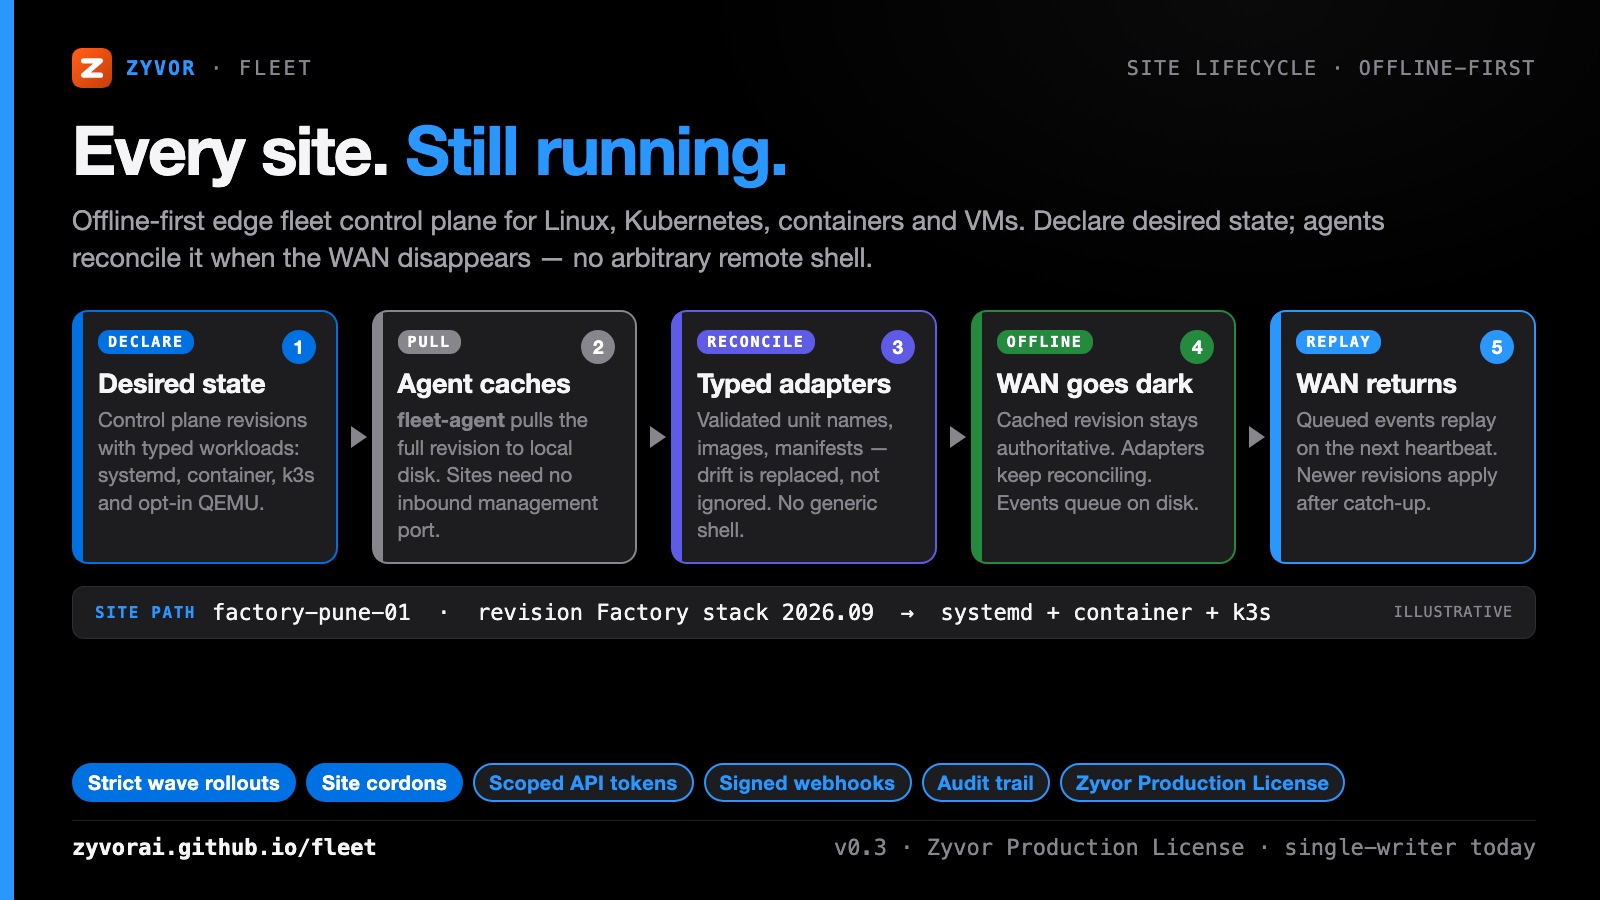 Z ZYVOR · FLEET
SITE LIFECYCLE · OFFLINE-FIRST
Every site. Still running.
Offline-first edge fleet control plane for Linux, Kubernetes, containers and VMs. Declare desired state; agents
reconcile it when the WAN disappears — no arbitrary remote shell.
DECLARE 1
Desired state
Control plane revisions
with typed workloads:
systemd, container, k3s
and opt-in QEMU.
PULL 2
Agent caches
fleet-agent pulls the
full revision to local
disk. Sites need no
inbound management
port.
RECONCILE 3
Typed adapters
Validated unit names,
images, manifests —
drift is replaced, not
ignored. No generic
shell.
OFFLINE 4
WAN goes dark
Cached revision stays
authoritative. Adapters
keep reconciling.
Events queue on disk.
REPLAY 5
WAN returns
Queued events replay
on the next heartbeat.
Newer revisions apply
after catch-up.
SITE PATH factory-pune-01 · revision Factory stack 2026.09 → systemd + container + k3s ILLUSTRATIVE
Strict wave rollouts Site cordons Scoped API tokens Signed webhooks Audit trail Zyvor Production License
zyvorai.github.io/fleet
v0.3 · Zyvor Production License · single-writer today